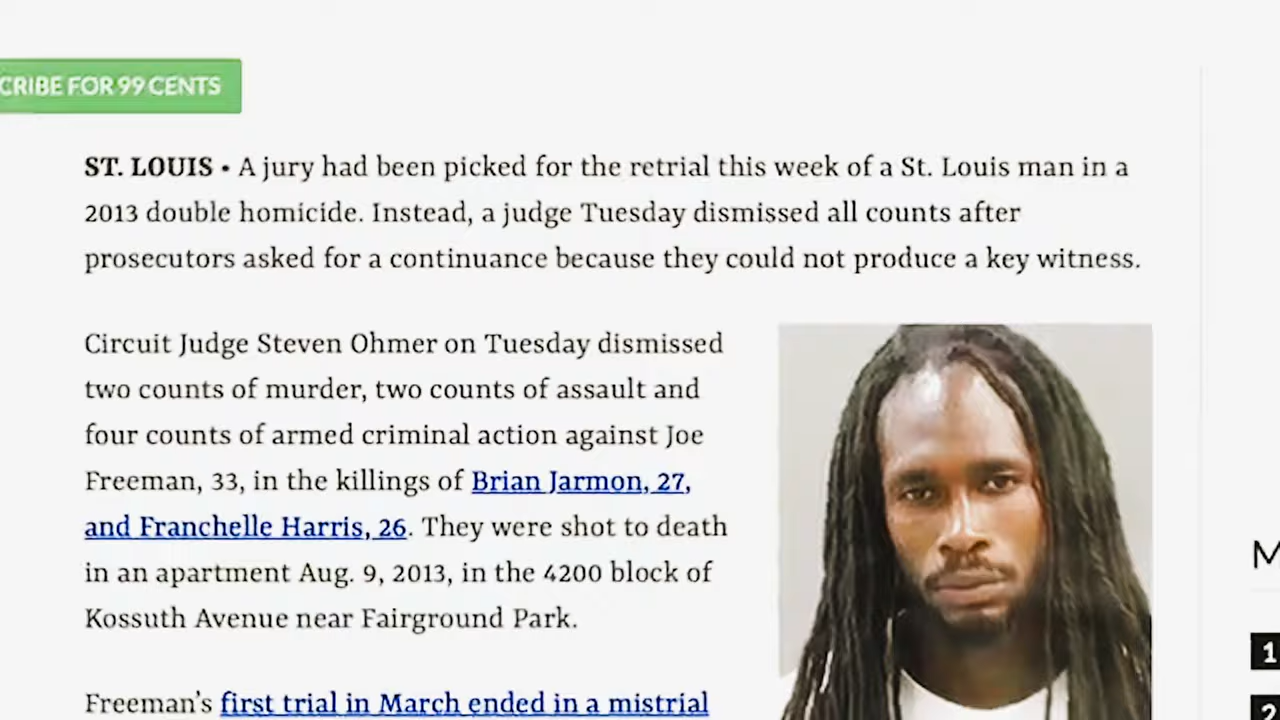 CRIBE FOR 99 CENTS
ST. LOUIS • A jury had been picked for the retrial this week of a St. Louis man in a
2013 double homicide. Instead, a judge Tuesday dismissed all counts after
prosecutors asked for a continuance because they could not produce a key witness.
Circuit Judge Steven Ohmer on Tuesday dismissed
two counts of murder, two counts of assault and
four counts of armed criminal action against Joe
Freeman, 33, in the killings of Brian Jarmon, 27,
and Franchelle Harris, 26. They were shot to death
in an apartment Aug. 9, 2013, in the 4200 block of
Kossuth Avenue near Fairground Park.
Freeman's first trial in March ended in a mistrial
M
1
2